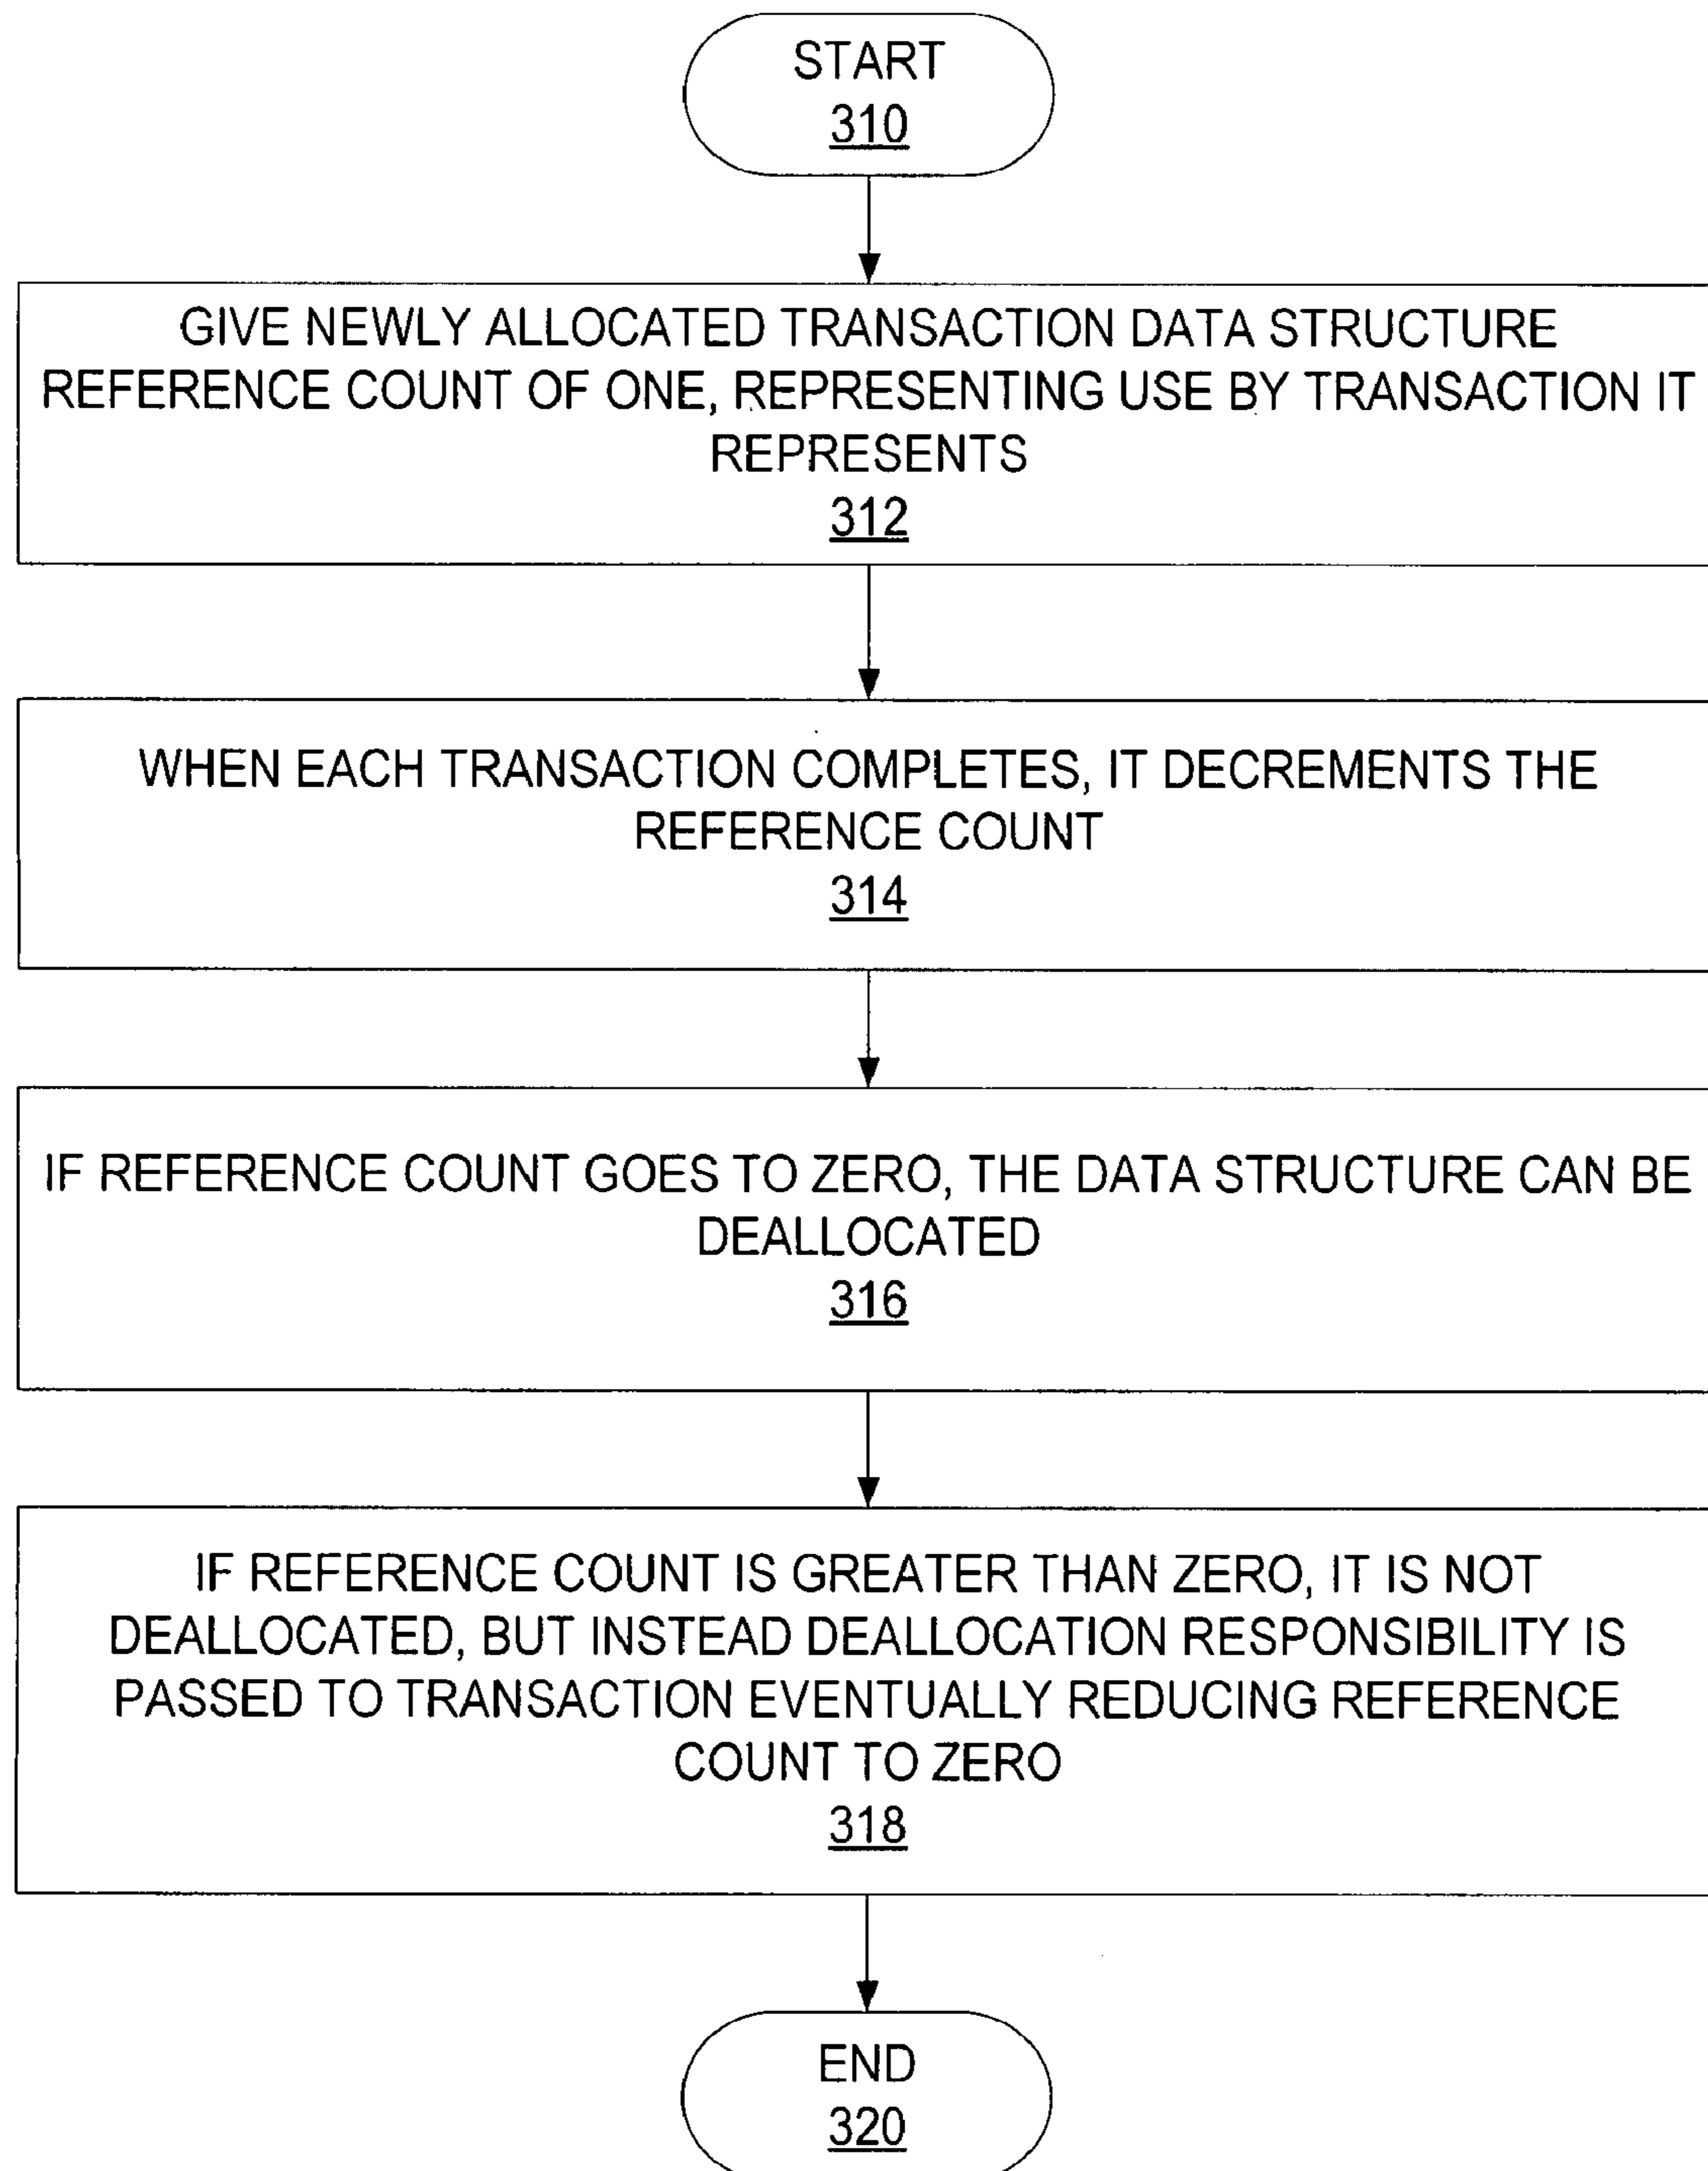 START
310
GIVE NEWLY ALLOCATED TRANSACTION DATA STRUCTURE
REFERENCE COUNT OF ONE, REPRESENTING USE BY TRANSACTION IT
REPRESENTS
312
WHEN EACH TRANSACTION COMPLETES, IT DECREMENTS THE
REFERENCE COUNT
314
IF REFERENCE COUNT GOES TO ZERO, THE DATA STRUCTURE CAN BE
DEALLOCATED
316
IF REFERENCE COUNT IS GREATER THAN ZERO, IT IS NOT
DEALLOCATED, BUT INSTEAD DEALLOCATION RESPONSIBILITY IS
PASSED TO TRANSACTION EVENTUALLY REDUCING REFERENCE
COUNT TO ZERO
318
END
320